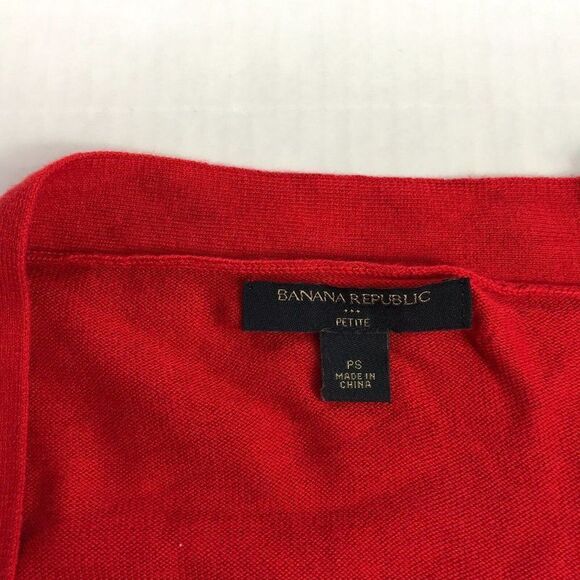 BANANA REPUBLIC
•••
PETITE
PS
MADE IN
CHINA